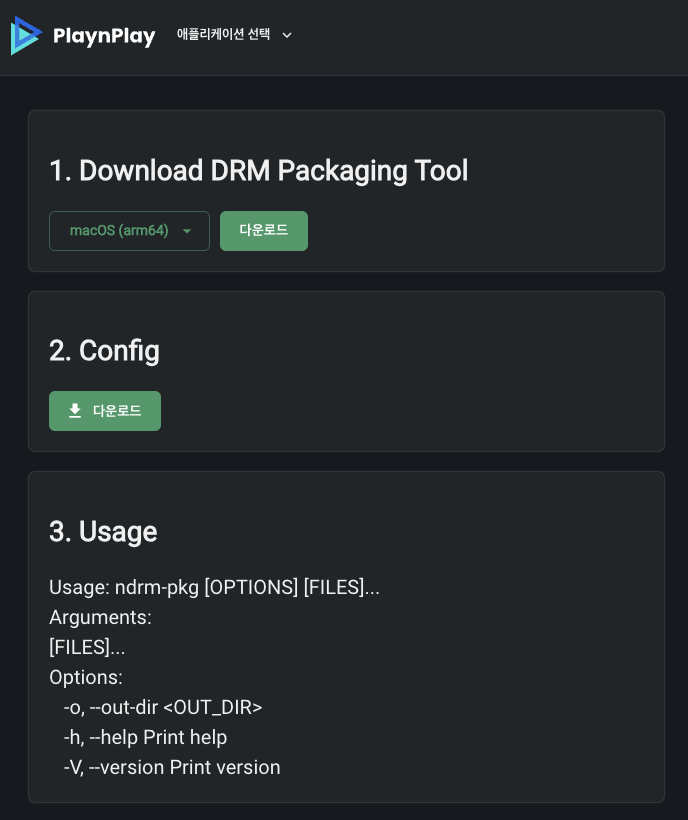 PlaynPlay 애플리케이션 선택
1. Download DRM Packaging Tool
macOS (arm64) 다운로드
2. Config
다운로드
3. Usage
Usage: ndrm-pkg [OPTIONS] [FILES]...
Arguments:
[FILES]...
Options:
-o, --out-dir <OUT_DIR>
-h, --help Print help
-V, --version Print version